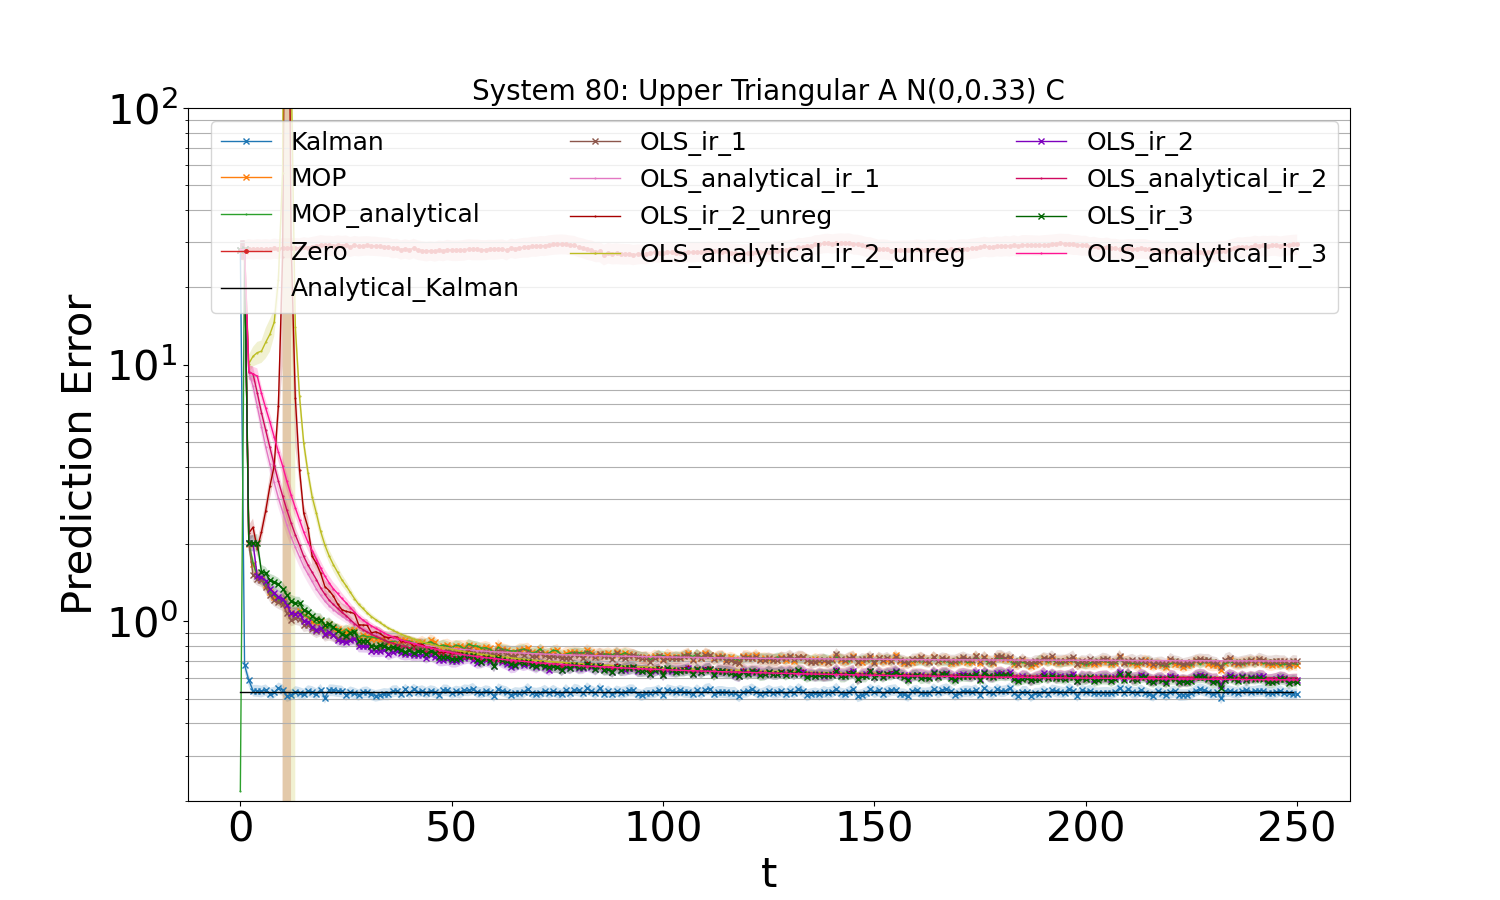 System 80: Upper Triangular A N(0,0.33) C
10²
10¹
10⁰
Prediction Error
Kalman
MOP
MOP_analytical
Zero
Analytical_Kalman
OLS_ir_1
OLS_analytical_ir_1
OLS_ir_2_unreg
OLS_analytical_ir_2_unreg
OLS_ir_2
OLS_analytical_ir_2
OLS_ir_3
OLS_analytical_ir_3
0 50 100 150 200 250
t